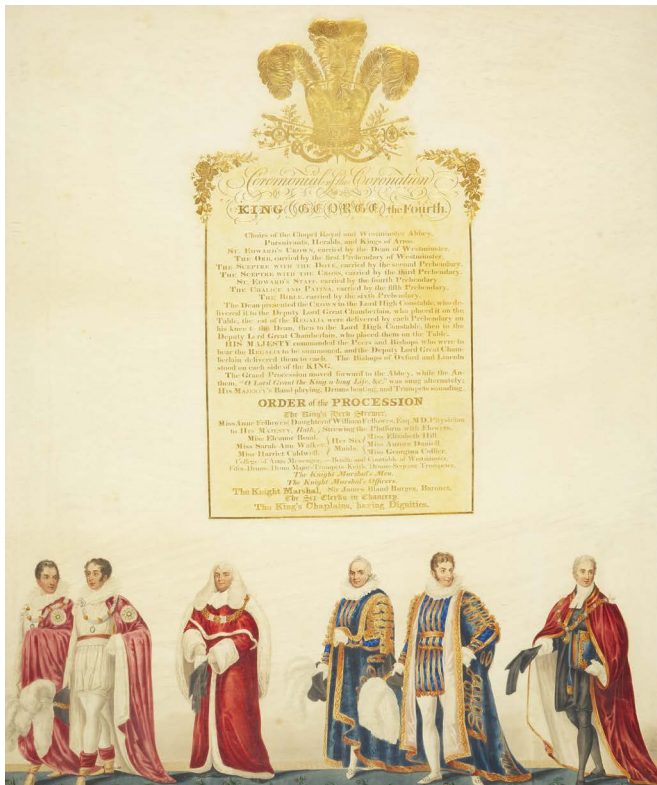 Ceremonial of the Coronation
OF HIS MAJESTY
KING GEORGE the Fourth.
Choirs of the Chapel Royal and Westminster Abbey.
Pursuivants, Heralds, and Kings of Arms.
ST. EDWARD'S CROWN, carried by the Dean of Westminster.
THE ORB, carried by the first Prebendary of Westminster.
THE SCEPTRE WITH THE DOVE, carried by the second Prebendary.
THE SCEPTRE WITH THE CROSS, carried by the third Prebendary.
ST. EDWARD'S STAFF, carried by the fourth Prebendary.
THE CHALICE AND PATINA, carried by the fifth Prebendary.
THE BIBLE, carried by the sixth Prebendary.
The Dean presented the CROWN to the Lord High Constable, who de-
livered it to the Deputy Lord Great Chamberlain, who placed it on the
Table, the rest of the REGALIA were delivered by each Prebendary on
his knee to the Dean, then to the Lord High Constable, then to the
Deputy Lord Great Chamberlain, who placed them on the Table.
HIS MAJESTY commanded the Peers and Bishops who were to
bear the REGALIA to be summoned, and the Deputy Lord Great Cham-
berlain delivered them to each. The Bishops of Oxford and Lincoln
stood on each side of the KING.
The Grand Procession moved forward to the Abbey, while the An-
them, "O Lord Grant the King a long Life, &c." was sung alternately;
HIS MAJESTY'S Band playing, Drums beating, and Trumpets sounding.
ORDER of the PROCESSION
The King's Herb Strewer.
Miss Anne Fellowes, Daughter of William Fellowes, Esq. M.D. Physician
to HIS MAJESTY, Bath, Strewing the Platform with Flowers.
Miss Eleanor Bond. Her Six Miss Elizabeth Hill.
Miss Sarah Ann Walker. Maids. Miss Daniell.
Miss Harriet Caldwell. Miss Georgina Collier.
College of Arms Messenger. Beadle and Constable of Westminster.
Fifes-Drums-Drum Major-Trumpets-Kettle Drums-Serjeant Trumpeter.
The Knight Marshal's Men.
The Knight Marshal's Officers.
The Knight Marshal, Sir James Bland Burges, Baronet.
The Six Clerks in Chancery.
The King's Chaplains, having Dignities.